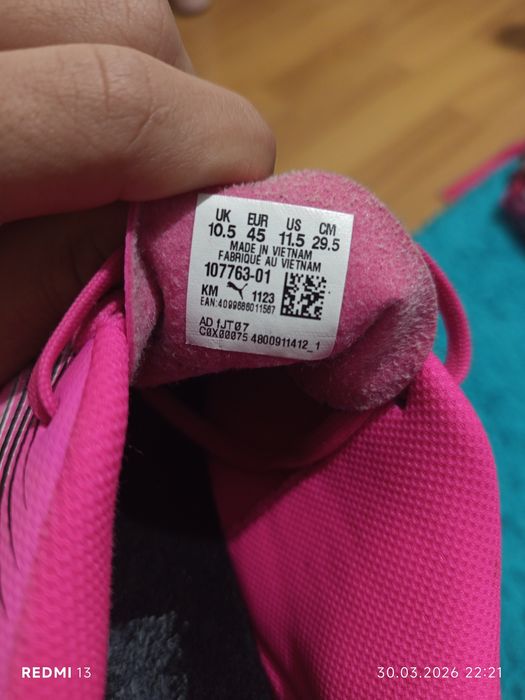 UK EUR US CM
10.5 45 11.5 29.5
MADE IN VIETNAM
FABRIQUÉ AU VIETNAM
107763-01
KM 1123
EAN:4099686011567
AD fJT07
C0X00075 4800911412_1
REDMI 13
30.03.2026 22:21